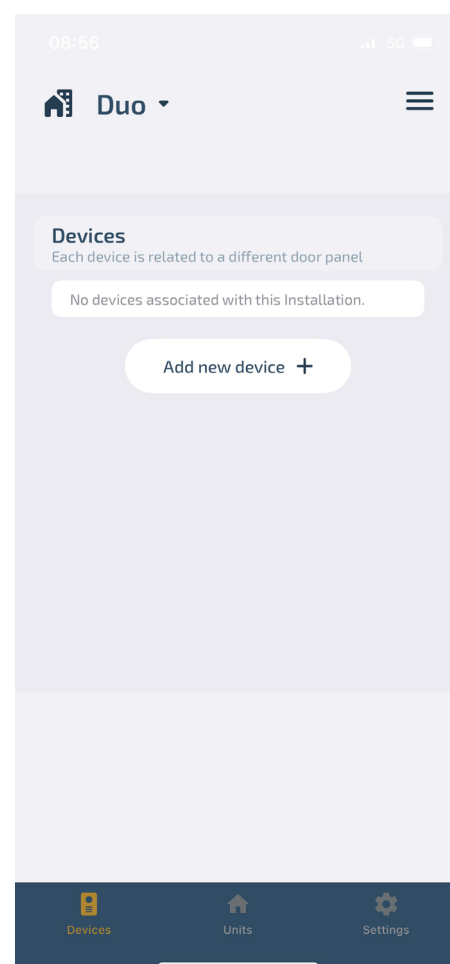 08:56
5G
Duo
Devices
Each device is related to a different door panel
No devices associated with this Installation.
Add new device +
Devices
Units
Settings